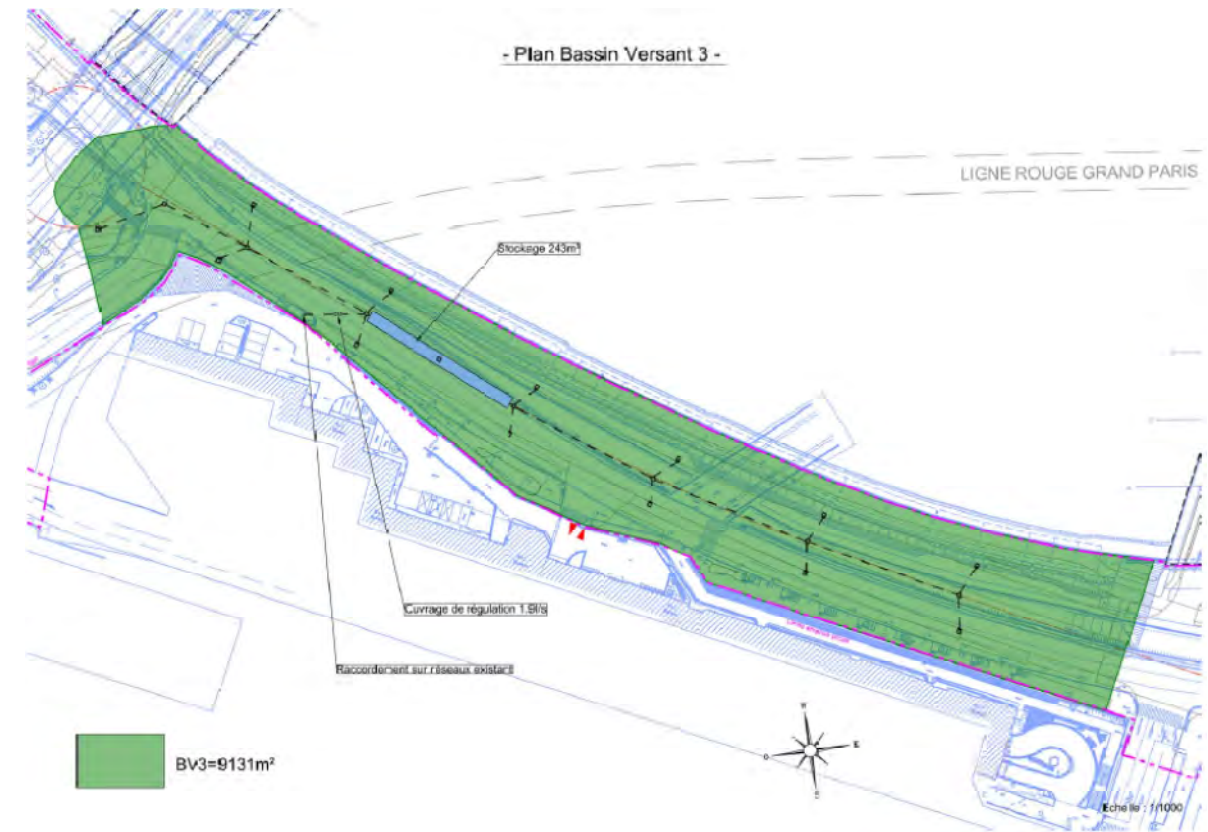 - Plan Bassin Versant 3 -
LIGNE ROUGE GRAND PARIS
Stockage 243m³
Ouvrage de régulation 1.9l/s
Raccordement sur réseaux existant
N
O
E
S
BV3=9131m²
Echelle : 1/1000